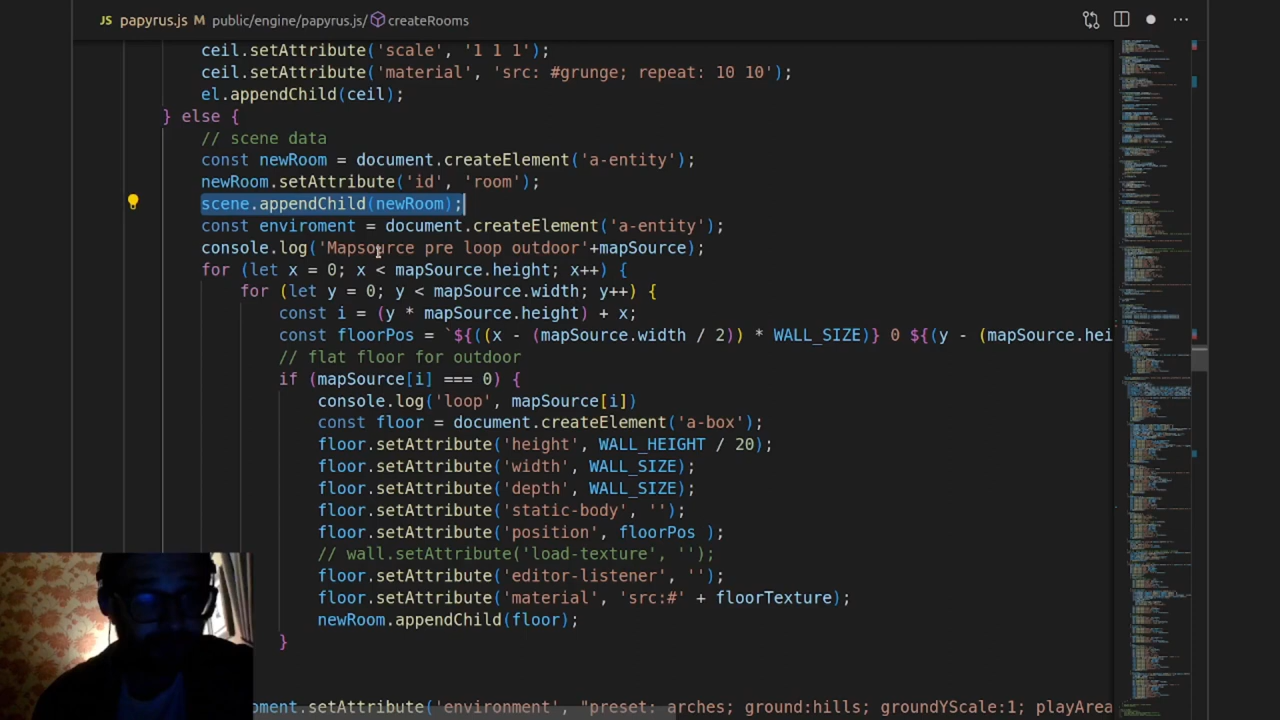 JS papyrus.js M public/engine/papyrus.js/ createRooms
ceil.setAttribute('scale', '1 1 1');
ceil.setAttribute('material', 'src: #grunge; repeat: 10 10');
el.appendChild(ceil);
} else {
// scene data
const newRoom = document.createElement('a-entity');
newRoom.setAttribute('id', 'room');
scene.appendChild(newRoom);
const enviroment = document.createElement('a-entity');
console.log('Mapsource pre loop outdoor'+mapSource);
for (let x = 0; x < mapSource.height; x++) {
for (let y = 0; y < mapSource.width; y++) {
const i = (y * mapSource.height) + x;
const floorPos = `${((x - (mapSource.width / 2)) * WALL_SIZE)} 0 ${(y - (mapSource.hei
// flat floor for outdoor
if (mapSource[i] === 0) {
console.log('loop', mapSource[i])
const floor = document.createElement('a-box');
floor.setAttribute('height', WALL_HEIGHT / 20);
floor.setAttribute('width', WALL_SIZE);
floor.setAttribute('depth', WALL_SIZE);
floor.setAttribute('static-body', '');
floor.setAttribute('position', floorPos );
// wall.setAttribute('load-texture', '');
floor.setAttribute('editor-listener', '');
floor.setAttribute('material', 'src:#' + floorTexture);
newRoom.appendChild(floor);
}
oment.setAttribute('environment', "preset: arches; ground:hills; groundYScale:1; playArea